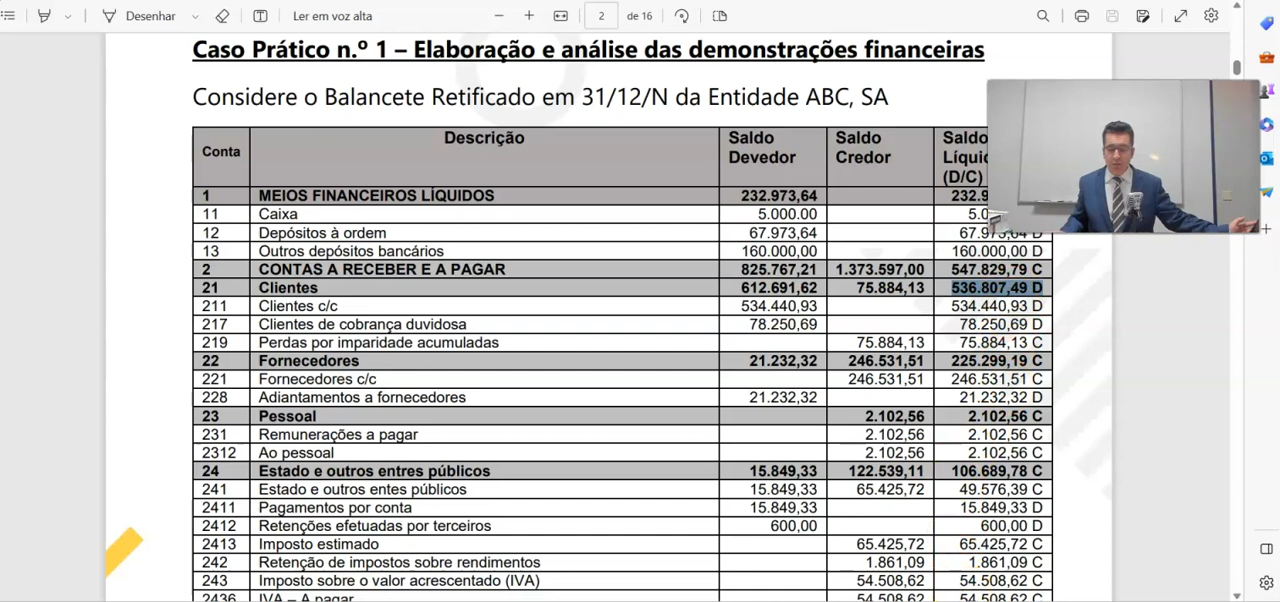 Desenhar
Ler em voz alta
2
de 16
Caso Prático n.º 1 – Elaboração e análise das demonstrações financeiras
Considere o Balancete Retificado em 31/12/N da Entidade ABC, SA
Conta Descrição Saldo Devedor Saldo Credor Saldo (D/C)
1 MEIOS FINANCEIROS LÍQUIDOS 232.973,64
11 Caixa 5.000.00
12 Depósitos à ordem 67.973,64
13 Outros depósitos bancários 160.000,00 160.000,00 D
2 CONTAS A RECEBER E A PAGAR 825.767,21 1.373.597,00 547.829,79 C
21 Clientes 612.691,62 75.884,13 536.807,49 D
211 Clientes c/c 534.440,93 534.440,93 D
217 Clientes de cobrança duvidosa 78.250,69 78.250,69 D
219 Perdas por imparidade acumuladas 75.884,13 75.884,13 C
22 Fornecedores 21.232,32 246.531,51 225.299,19 C
221 Fornecedores c/c 246.531,51 246.531,51 C
228 Adiantamentos a fornecedores 21.232,32 21.232,32 D
23 Pessoal 2.102,56 2.102,56 C
231 Remunerações a pagar 2.102,56 2.102,56 C
2312 Ao pessoal 2.102,56 2.102,56 C
24 Estado e outros entres públicos 15.849,33 122.539,11 106.689,78 C
241 Estado e outros entes públicos 15.849,33 65.425,72 49.576,39 C
2411 Pagamentos por conta 15.849,33 15.849,33 D
2412 Retenções efetuadas por terceiros 600,00 600,00 D
2413 Imposto estimado 65.425,72 65.425,72 C
242 Retenção de impostos sobre rendimentos 1.861,09 1.861,09 C
243 Imposto sobre o valor acrescentado (IVA) 54.508,62 54.508,62 C
2436 IVA – A pagar 54.508,62 54.508,62 C